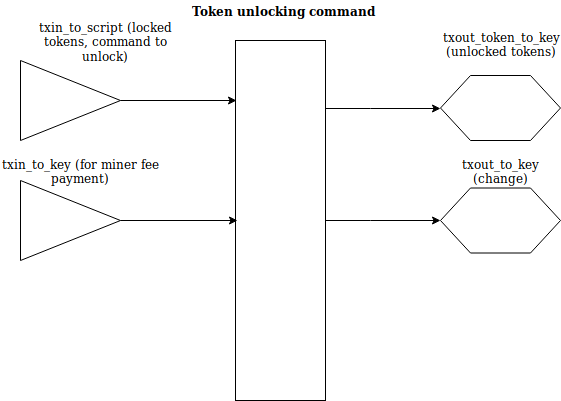 Token unlocking command
txin_to_script (locked
tokens, command to
unlock)
txout_token_to_key
(unlocked tokens)
txin_to_key (for miner fee
payment)
txout_to_key
(change)